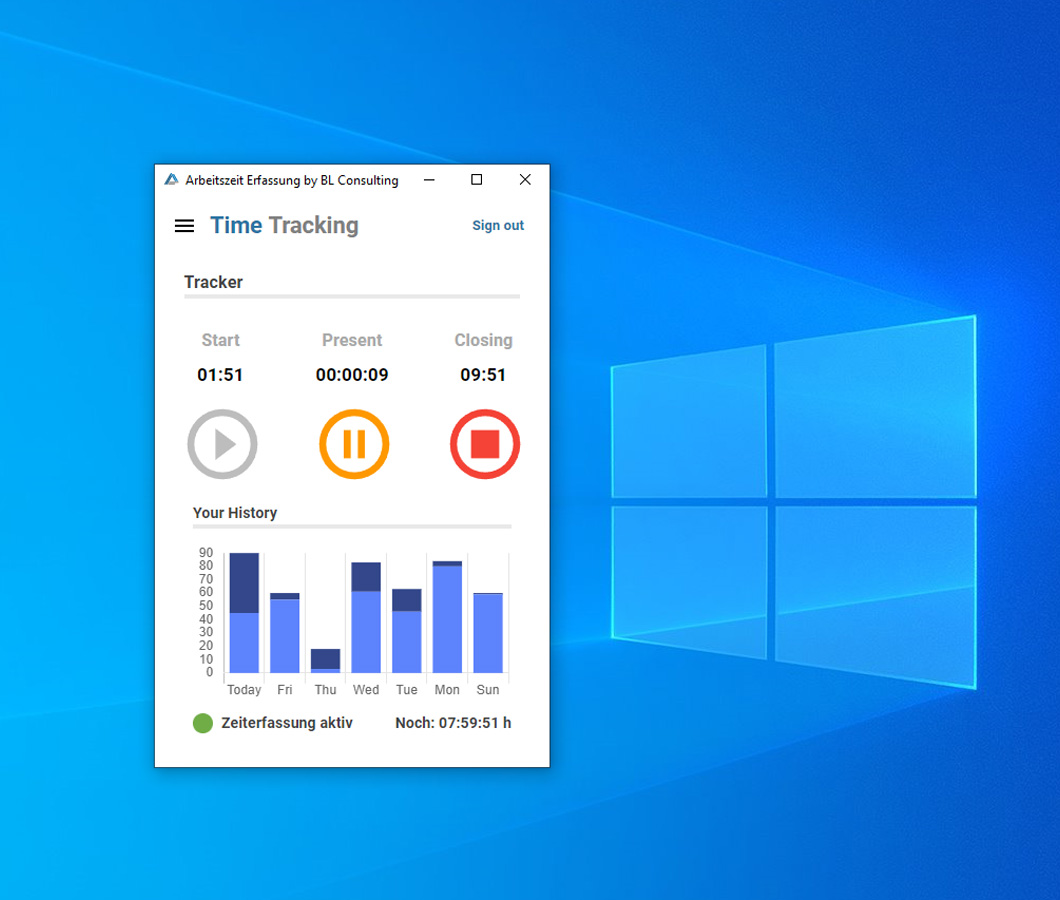 Arbeitszeit Erfassung by BL Consulting
Time Tracking
Sign out
Tracker
Start Present Closing
01:51 00:00:09 09:51
Your History
90
80
70
60
50
40
30
20
10
0
Today Fri Thu Wed Tue Mon Sun
Zeiterfassung aktiv
Noch: 07:59:51 h